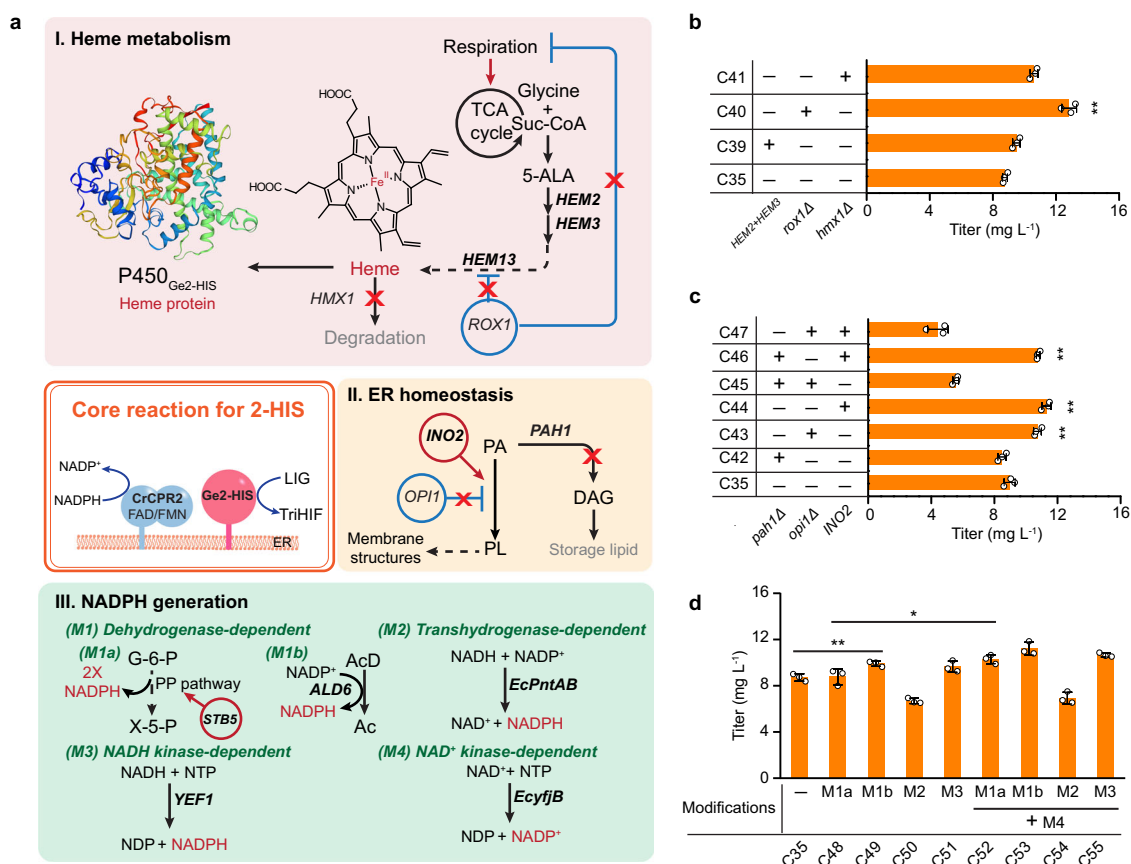 a
I. Heme metabolism
Respiration
HOOC
HOOC
N
N
N
N
Fe
II
TCA
cycle
Glycine
+
Suc-CoA
5-ALA
HEM2
HEM3
HEM13
P450Ge2-HIS
Heme protein
Heme
HMX1
Degradation
ROX1
Core reaction for 2-HIS
NADP⁺
NADPH
CrCPR2
FAD/FMN
Ge2-HIS
LIG
TriHIF
ER
II. ER homeostasis
INO2
PA
PAH1
OPI1
DAG
Membrane
structures
PL
Storage lipid
III. NADPH generation
(M1) Dehydrogenase-dependent
(M1a)
G-6-P
2X
NADPH
PP pathway
X-5-P
STB5
(M1b)
NADP⁺
AcD
ALD6
NADPH
Ac
(M2) Transhydrogenase-dependent
NADH + NADP⁺
EcPntAB
NAD⁺ + NADPH
(M3) NADH kinase-dependent
NADH + NTP
YEF1
NDP + NADPH
(M4) NAD⁺ kinase-dependent
NAD⁺+ NTP
EcyfjB
NDP + NADP⁺
b
C41 – – +
C40 – + – **
C39 + – –
C35 – – –
HEM2+HEM3 rox1Δ hmx1Δ
0 4 8 12 16
Titer (mg L⁻¹)
c
C47 – + +
C46 + – + **
C45 + + –
C44 – – + **
C43 – + – **
C42 + – –
C35 – – –
pah1Δ opi1Δ INO2
0 4 8 12 16
Titer (mg L⁻¹)
d
Titer (mg L⁻¹)
16
12
8
4
0
*
**
Modifications
– M1a M1b M2 M3 M1a M1b M2 M3
+ M4
C35 C48 C49 C50 C51 C52 C53 C54 C55